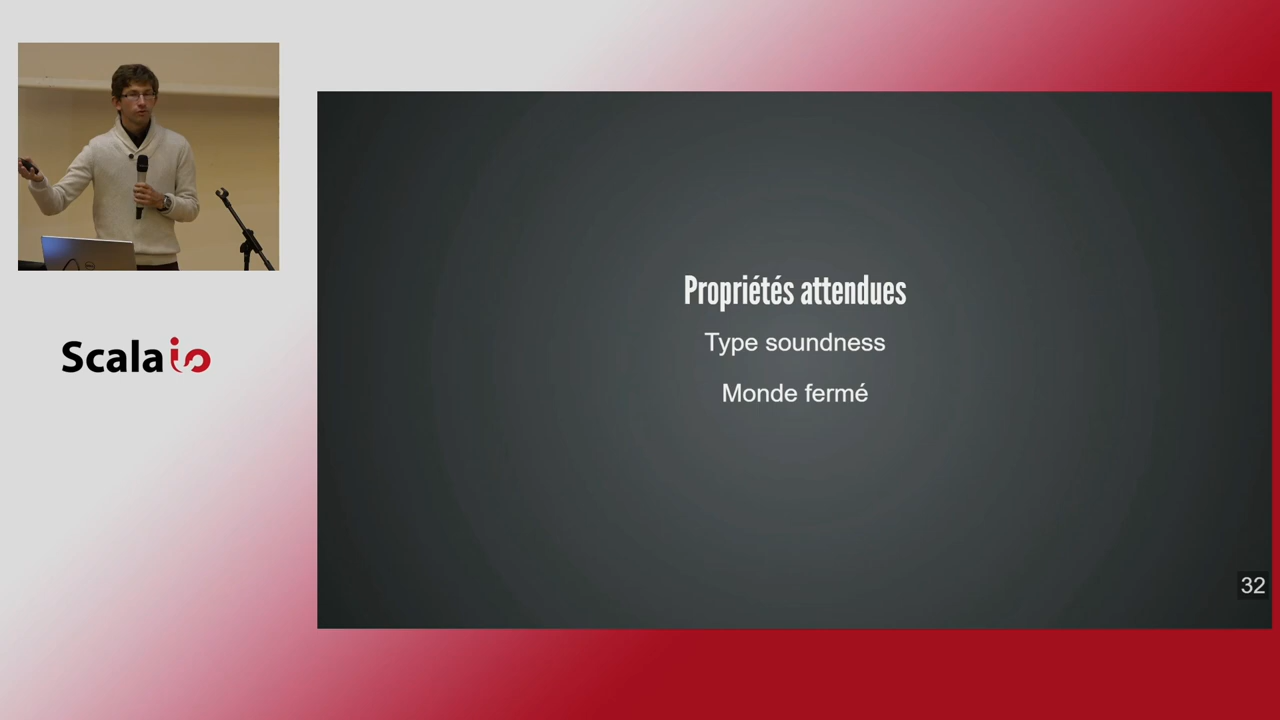 Scala io
Propriétés attendues
Type soundness
Monde fermé
32